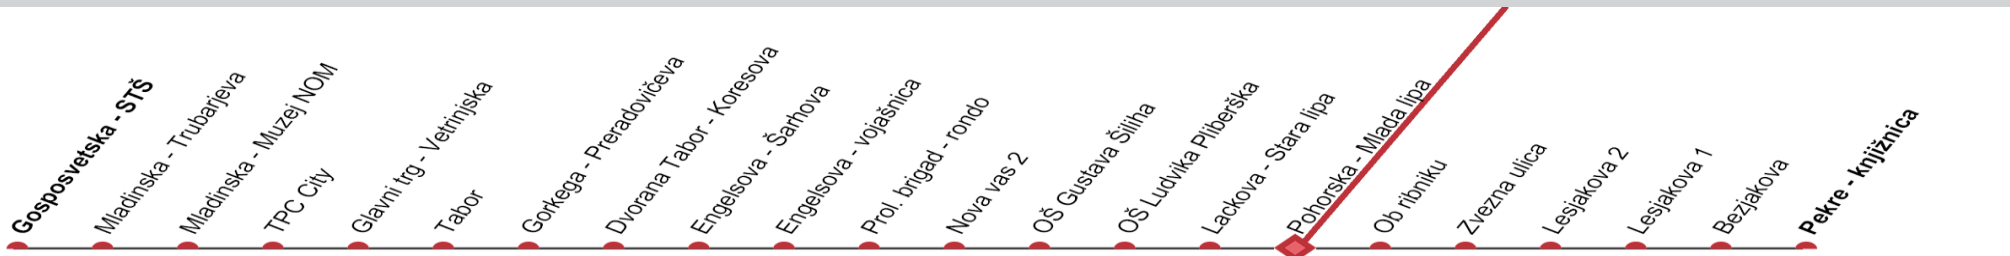 Gosposvetska - STŠ
Mladinska - Trubarjeva
Mladinska - Muzej NOM
TPC City
Glavni trg - Vetrinjska
Tabor
Gorkega - Preradovičeva
Dvorana Tabor - Koresova
Engelsova - Šarhova
Engelsova - vojašnica
Prol. brigad - rondo
Nova vas 2
OŠ Gustava Šiliha
OŠ Ludvika Pliberška
Lackova - Stara lipa
Pohorska - Mlada lipa
Ob ribniku
Zvezna ulica
Lesjakova 2
Lesjakova 1
Bezjakova
Pekre - knjižnica